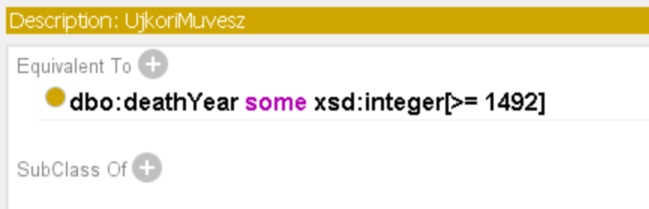 Description: UjkoriMuvesz
Equivalent To
dbo:deathYear some xsd:integer[>= 1492]
SubClass Of